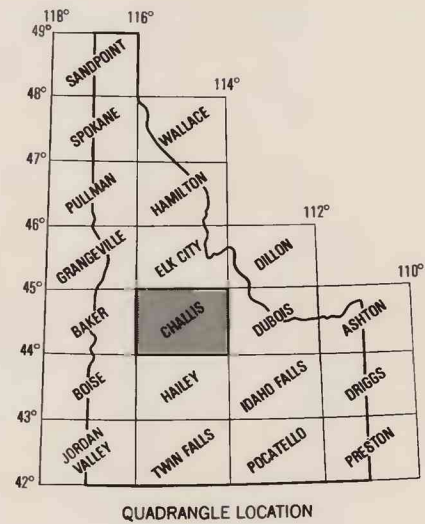 118°
116°
49°
SANDPOINT
114°
48°
SPOKANE
WALLACE
47°
PULLMAN
HAMILTON
112°
46°
GRANGEVILLE
ELK CITY
DILLON
110°
45°
BAKER
CHALLIS
DUBOIS
ASHTON
44°
BOISE
HAILEY
IDAHO FALLS
DRIGGS
43°
JORDAN
VALLEY
TWIN FALLS
POCATELLO
PRESTON
42°
QUADRANGLE LOCATION